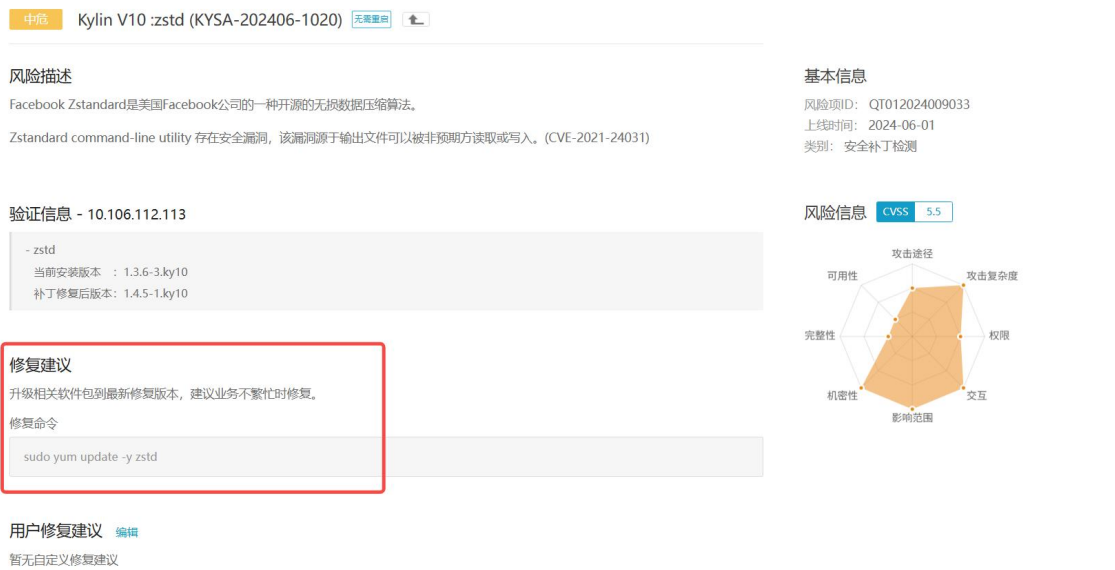 中危 Kylin V10 :zstd (KYSA-202406-1020) 无需重启
风险描述
Facebook Zstandard是美国Facebook公司的一种开源的无损数据压缩算法。
Zstandard command-line utility 存在安全漏洞，该漏洞源于输出文件可以被非预期方读取或写入。(CVE-2021-24031)
验证信息 - 10.106.112.113
- zstd
当前安装版本 ：1.3.6-3.ky10
补丁修复后版本：1.4.5-1.ky10
修复建议
升级相关软件包到最新修复版本，建议业务不繁忙时修复。
修复命令
sudo yum update -y zstd
用户修复建议 编辑
暂无自定义修复建议
基本信息
风险项ID： QT012024009033
上线时间： 2024-06-01
类别： 安全补丁检测
风险信息 CVSS 5.5
攻击途径
可用性 攻击复杂度
完整性 权限
机密性 交互
影响范围